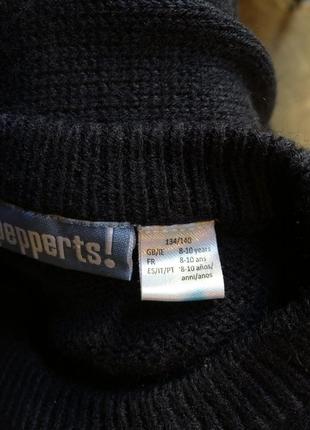 pepperts!
134/140
GB/IE 8-10 years
FR 8-10 ans
ES/IT/PT 8-10 años/
anni/anos